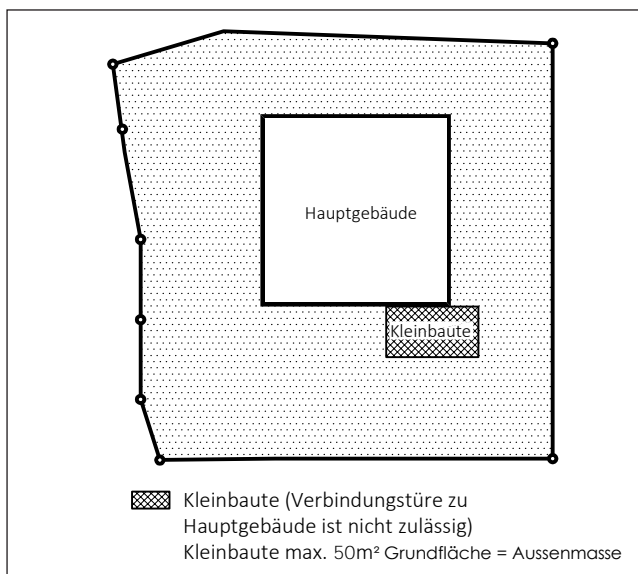 Hauptgebäude
Kleinbaute
Kleinbaute (Verbindungstüre zu
Hauptgebäude ist nicht zulässig)
Kleinbaute max. 50m² Grundfläche = Aussenmasse